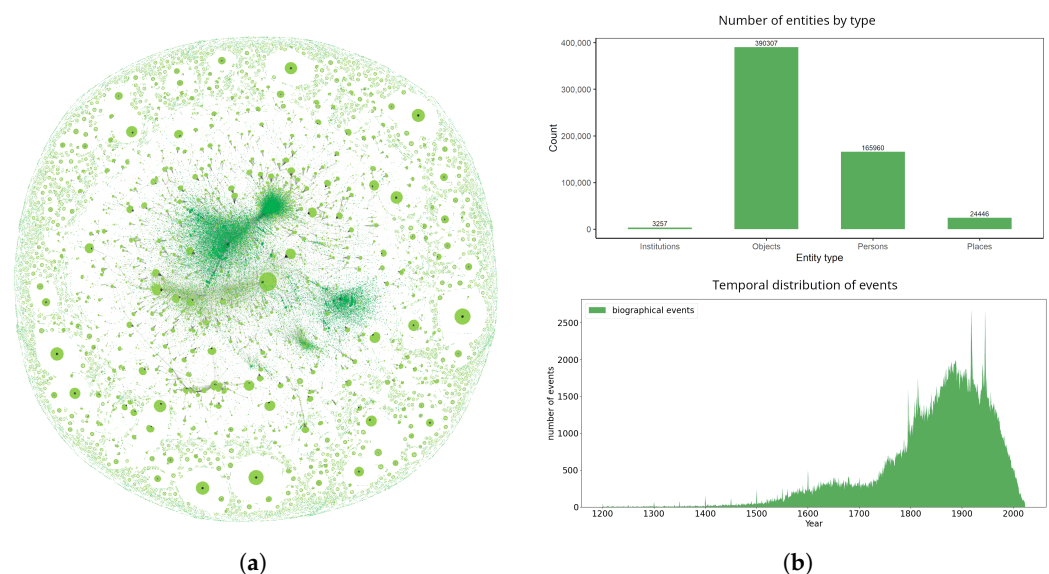 Number of entities by type
400,000
300,000
200,000
100,000
0
Count
3257
390307
165960
24446
Institutions Objects Persons Places
Entity type
Temporal distribution of events
biographical events
2500
2000
1500
1000
500
0
number of events
1200 1300 1400 1500 1600 1700 1800 1900 2000
Year
(a) (b)